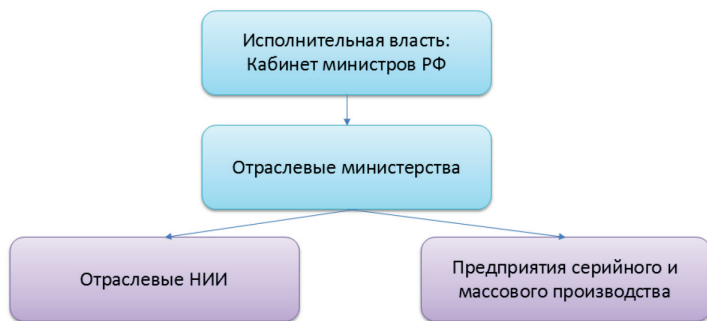 Исполнительная власть:
Кабинет министров РФ
Отраслевые министерства
Отраслевые НИИ
Предприятия серийного и
массового производства